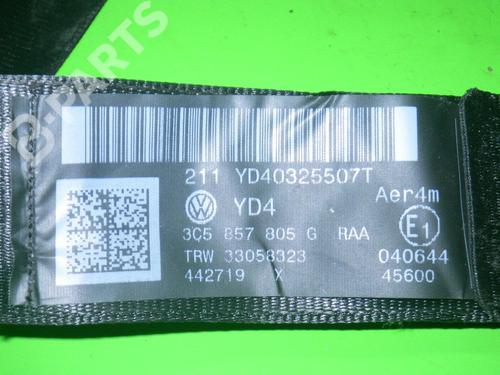 B-PARTS
211 YD40325507T
YD4 Aer4m
3C5 857 805 G RAA E1
TRW 33058323 040644
442719 X 45600